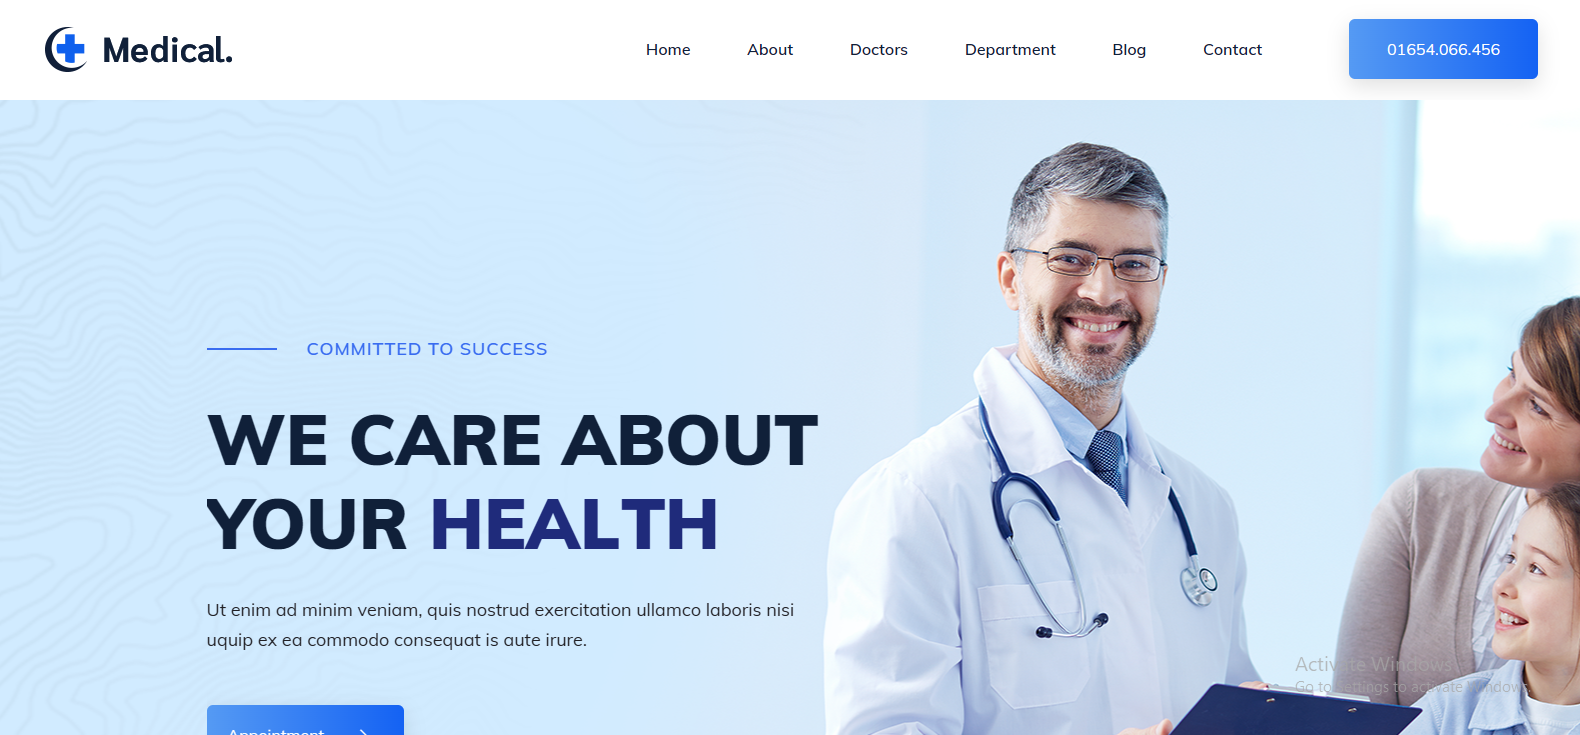 Medical.
Home About Doctors Department Blog Contact 01654.066.456
COMMITTED TO SUCCESS
WE CARE ABOUT
YOUR HEALTH
Ut enim ad minim veniam, quis nostrud exercitation ullamco laboris nisi
uquip ex ea commodo consequat is aute irure.
Activate Windows
Go to Settings to activate Windows.
Appointment